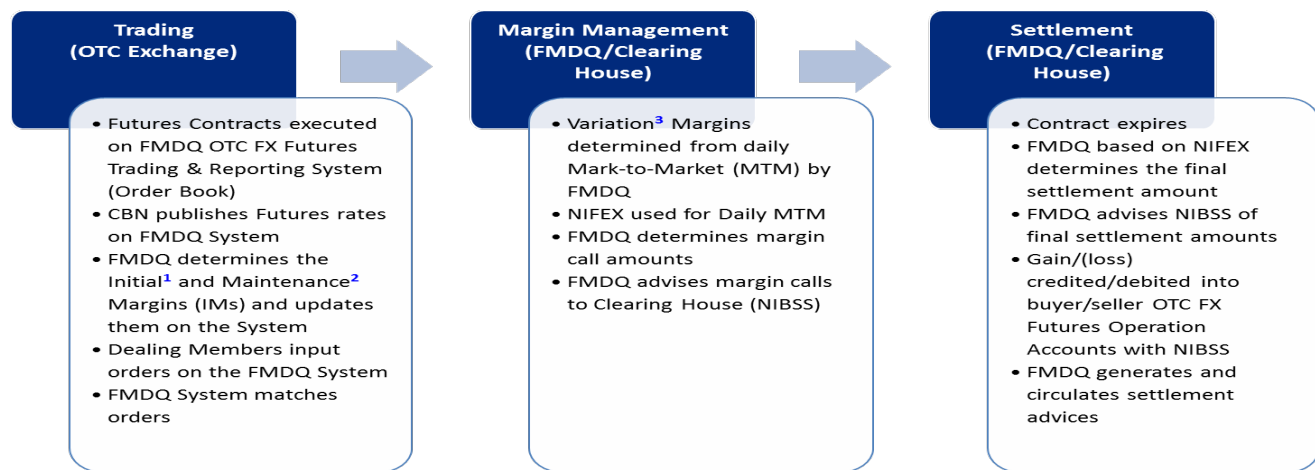 Trading
(OTC Exchange)
• Futures Contracts executed
on FMDQ OTC FX Futures
Trading & Reporting System
(Order Book)
• CBN publishes Futures rates
on FMDQ System
• FMDQ determines the
Initial¹ and Maintenance²
Margins (IMs) and updates
them on the System
• Dealing Members input
orders on the FMDQ System
• FMDQ System matches
orders
Margin Management
(FMDQ/Clearing
House)
• Variation³ Margins
determined from daily
Mark-to-Market (MTM) by
FMDQ
• NIFEX used for Daily MTM
• FMDQ determines margin
call amounts
• FMDQ advises margin calls
to Clearing House (NIBSS)
Settlement
(FMDQ/Clearing
House)
• Contract expires
• FMDQ based on NIFEX
determines the final
settlement amount
• FMDQ advises NIBSS of
final settlement amounts
• Gain/(loss)
credited/debited into
buyer/seller OTC FX
Futures Operation
Accounts with NIBSS
• FMDQ generates and
circulates settlement
advices